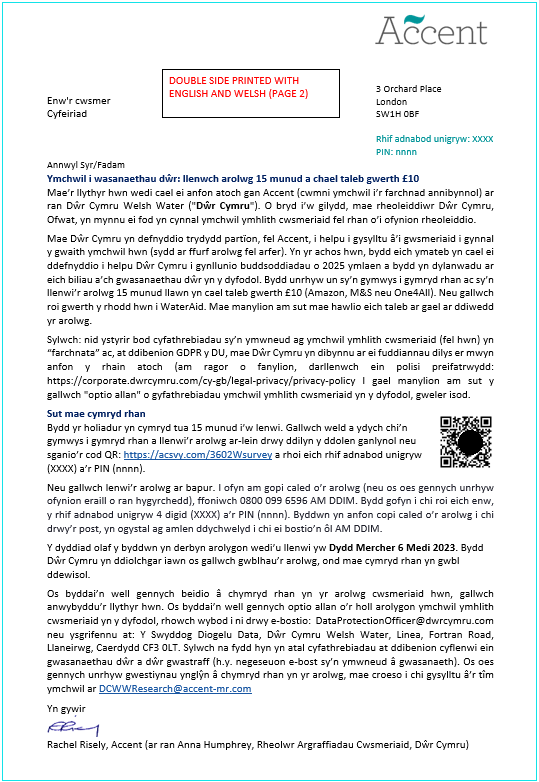 Accent
DOUBLE SIDE PRINTED WITH
ENGLISH AND WELSH (PAGE 2)
3 Orchard Place
London
SW1H 0BF
Enw'r cwsmer
Cyfeiriad
Rhif adnabod unigryw: XXXX
PIN: nnnn
Annwyl Syr/Fadam
Ymchwil i wasanaethau dŵr: llenwch arolwg 15 munud a chael taleb gwerth £10
Mae'r llythyr hwn wedi cael ei anfon atoch gan Accent (cwmni ymchwil i'r farchnad annibynnol) ar
ran Dŵr Cymru Welsh Water ("Dŵr Cymru"). O bryd i'w gilydd, mae rheoleiddiwr Dŵr Cymru,
Ofwat, yn mynnu ei fod yn cynnal ymchwil ymhlith cwsmeriaid fel rhan o'i ofynion rheoleiddio.
Mae Dŵr Cymru yn defnyddio trydydd partïon, fel Accent, i helpu i gysylltu â'i gwsmeriaid i gynnal
y gwaith ymchwil hwn (sydd ar ffurf arolwg fel arfer). Yn yr achos hwn, bydd eich ymateb yn cael ei
ddefnyddio i helpu Dŵr Cymru i gynllunio buddsoddiadau o 2025 ymlaen a bydd yn dylanwadu ar
eich biliau a'ch gwasanaethau dŵr yn y dyfodol. Bydd unrhyw un sy'n gymwys i gymryd rhan ac sy'n
llenwi'r arolwg 15 munud llawn yn cael taleb gwerth £10 (Amazon, M&S neu One4All). Neu gallwch
roi gwerth y rhodd hwn i WaterAid. Mae manylion am sut mae hawlio eich taleb ar gael ar ddiwedd
yr arolwg.
Sylwch: nid ystyrir bod cyfathrebiadau sy'n ymwneud ag ymchwil ymhlith cwsmeriaid (fel hwn) yn
"farchnata" ac, at ddibenion GDPR y DU, mae Dŵr Cymru yn dibynnu ar ei fuddiannau dilys er mwyn
anfon y rhain atoch (am ragor o fanylion, darllenwch ein polisi preifatrwydd:
https://corporate.dwrcymru.com/cy-gb/legal-privacy/privacy-policy I gael manylion am sut y
gallwch "optio allan" o gyfathrebiadau ymchwil ymhlith cwsmeriaid yn y dyfodol, gweler isod.
Sut mae cymryd rhan
Bydd yr holiadur yn cymryd tua 15 munud i'w lenwi. Gallwch weld a ydych chi'n
gymwys i gymryd rhan a llenwi'r arolwg ar-lein drwy ddilyn y ddolen ganlynol neu
sganio'r cod QR: https://acsvy.com/3602Wsurvey a rhoi eich rhif adnabod unigryw
(XXXX) a'r PIN (nnnn).
Neu gallwch lenwi'r arolwg ar bapur. I ofyn am gopi caled o'r arolwg (neu os oes gennych unrhyw
ofynion eraill o ran hygyrchedd), ffoniwch 0800 099 6596 AM DDIM. Bydd gofyn i chi roi eich enw,
y rhif adnabod unigryw 4 digid (XXXX) a'r PIN (nnnn). Byddwn yn anfon copi caled o'r arolwg i chi
drwy'r post, yn ogystal ag amlen ddychwelyd i chi ei bostio'n ôl AM DDIM.
Y dyddiad olaf y byddwn yn derbyn arolygon wedi'u llenwi yw Dydd Mercher 6 Medi 2023. Bydd
Dŵr Cymru yn ddiolchgar iawn os gallwch gwblhau'r arolwg, ond mae cymryd rhan yn gwbl
ddewisol.
Os byddai'n well gennych beidio â chymryd rhan yn yr arolwg cwsmeriaid hwn, gallwch
anwybyddu'r llythyr hwn. Os byddai'n well gennych optio allan o'r holl arolygon ymchwil ymhlith
cwsmeriaid yn y dyfodol, rhowch wybod i ni drwy e-bostio: DataProtectionOfficer@dwrcymru.com
neu ysgrifennu at: Y Swyddog Diogelu Data, Dŵr Cymru Welsh Water, Linea, Fortran Road,
Llaneirwg, Caerdydd CF3 0LT. Sylwch na fydd hyn yn atal cyfathrebiadau at ddibenion cyflenwi ein
gwasanaethau dŵr a dŵr gwastraff (h.y. negeseuon e-bost sy'n ymwneud â gwasanaeth). Os oes
gennych unrhyw gwestiynau ynglŷn â chymryd rhan yn yr arolwg, mae croeso i chi gysylltu â'r tîm
ymchwil ar DCWWResearch@accent-mr.com
Yn gywir
Rachel Risely, Accent (ar ran Anna Humphrey, Rheolwr Argraffiadau Cwsmeriaid, Dŵr Cymru)